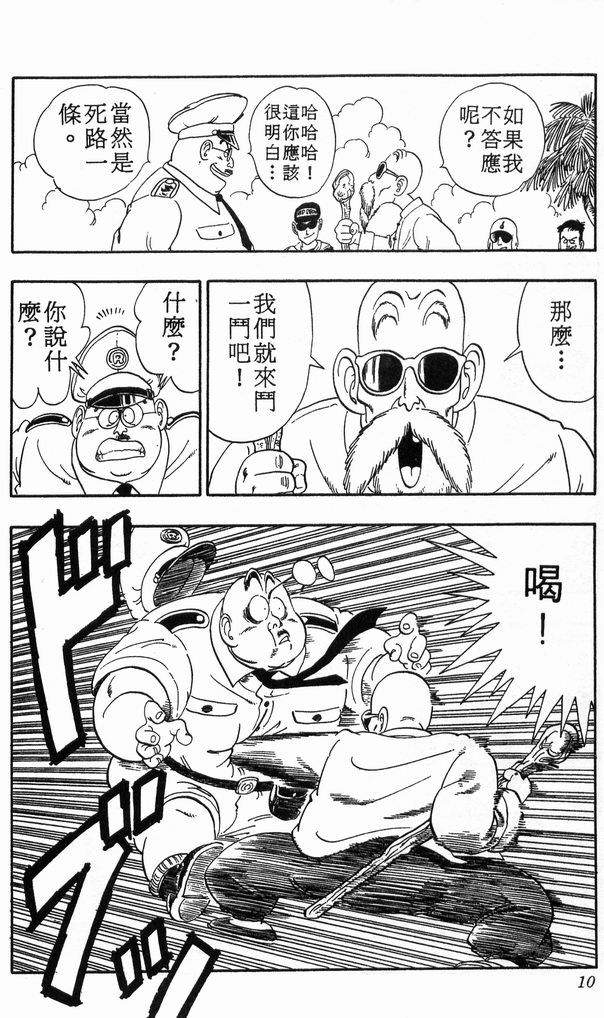 如果我
不答應
呢？
哈哈哈！
這你應該
很明白…
當然是
死路一
條。
那麼…
我們就來鬥
一鬥吧！
什麼？
你說什
麼？
喝！
ドズッ
10